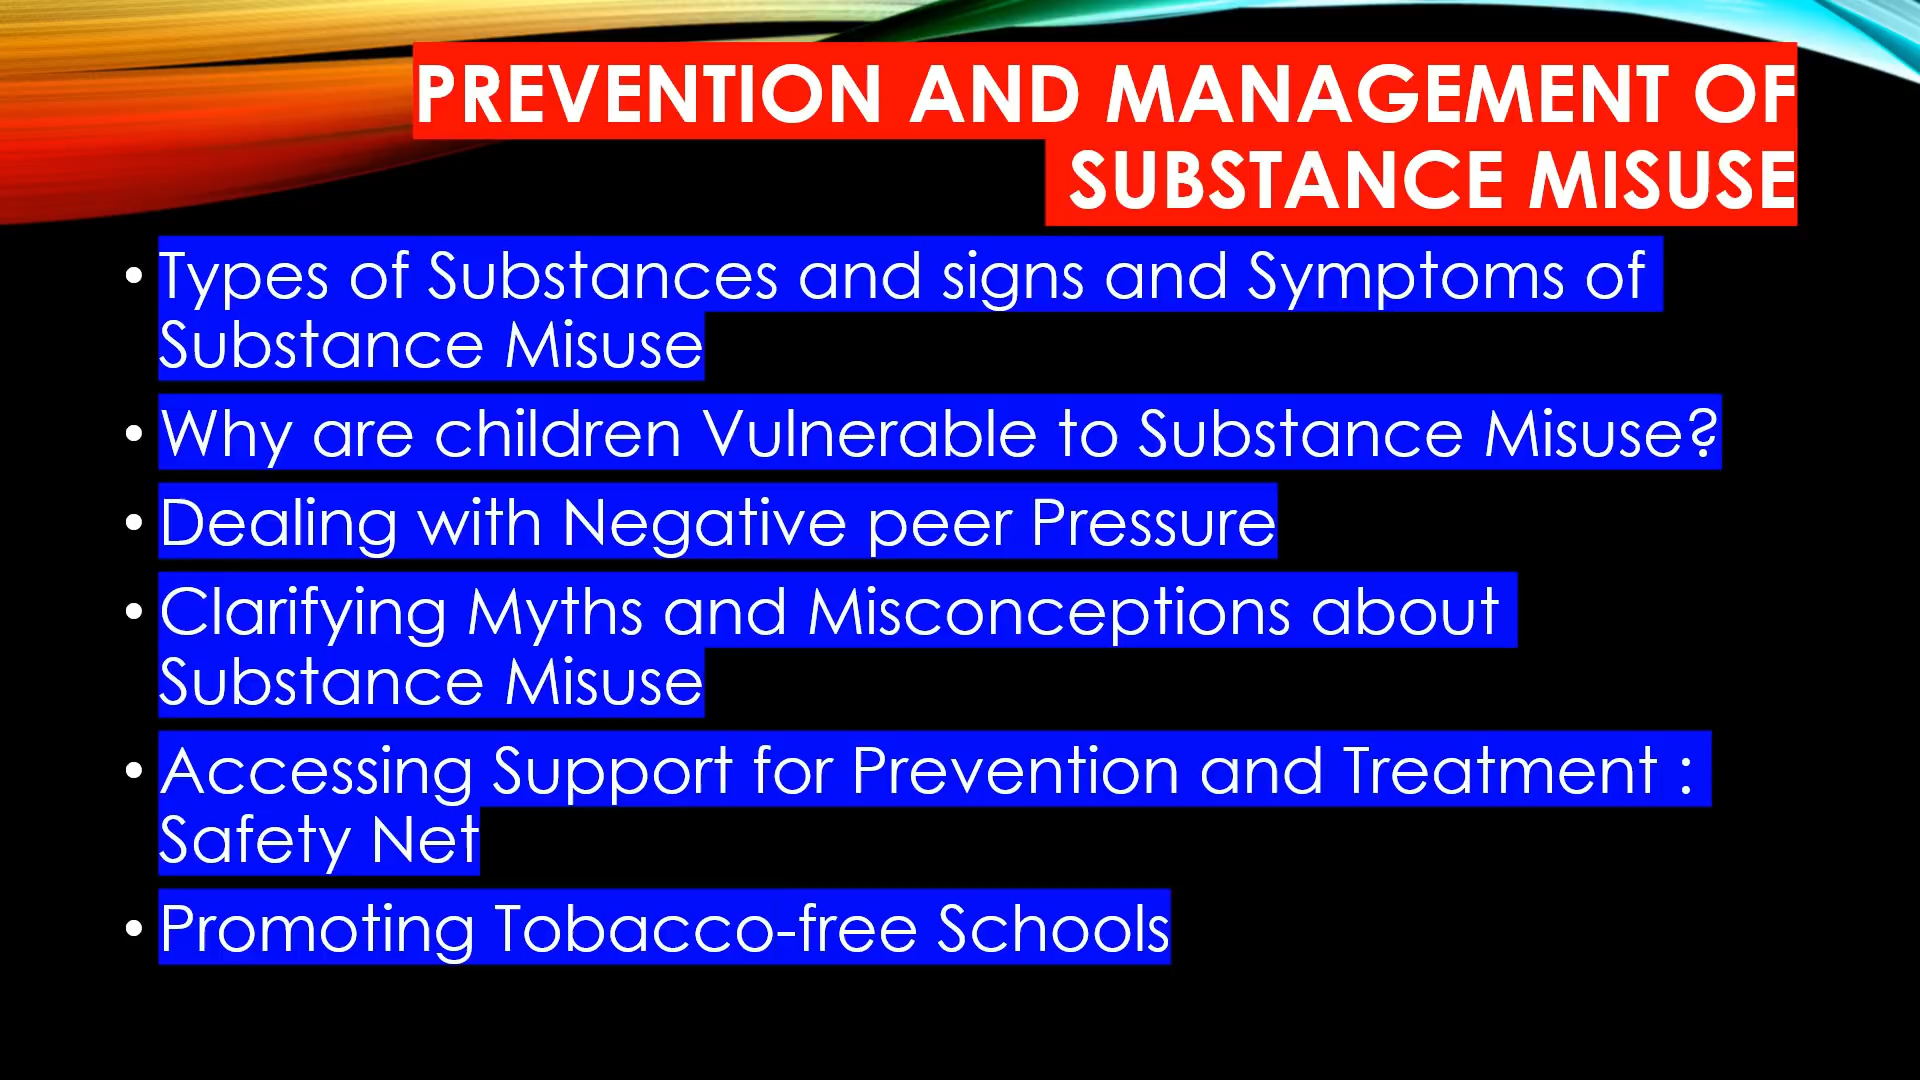 PREVENTION AND MANAGEMENT OF
SUBSTANCE MISUSE
• Types of Substances and signs and Symptoms of
Substance Misuse
• Why are children Vulnerable to Substance Misuse?
• Dealing with Negative peer Pressure
• Clarifying Myths and Misconceptions about
Substance Misuse
• Accessing Support for Prevention and Treatment :
Safety Net
• Promoting Tobacco-free Schools